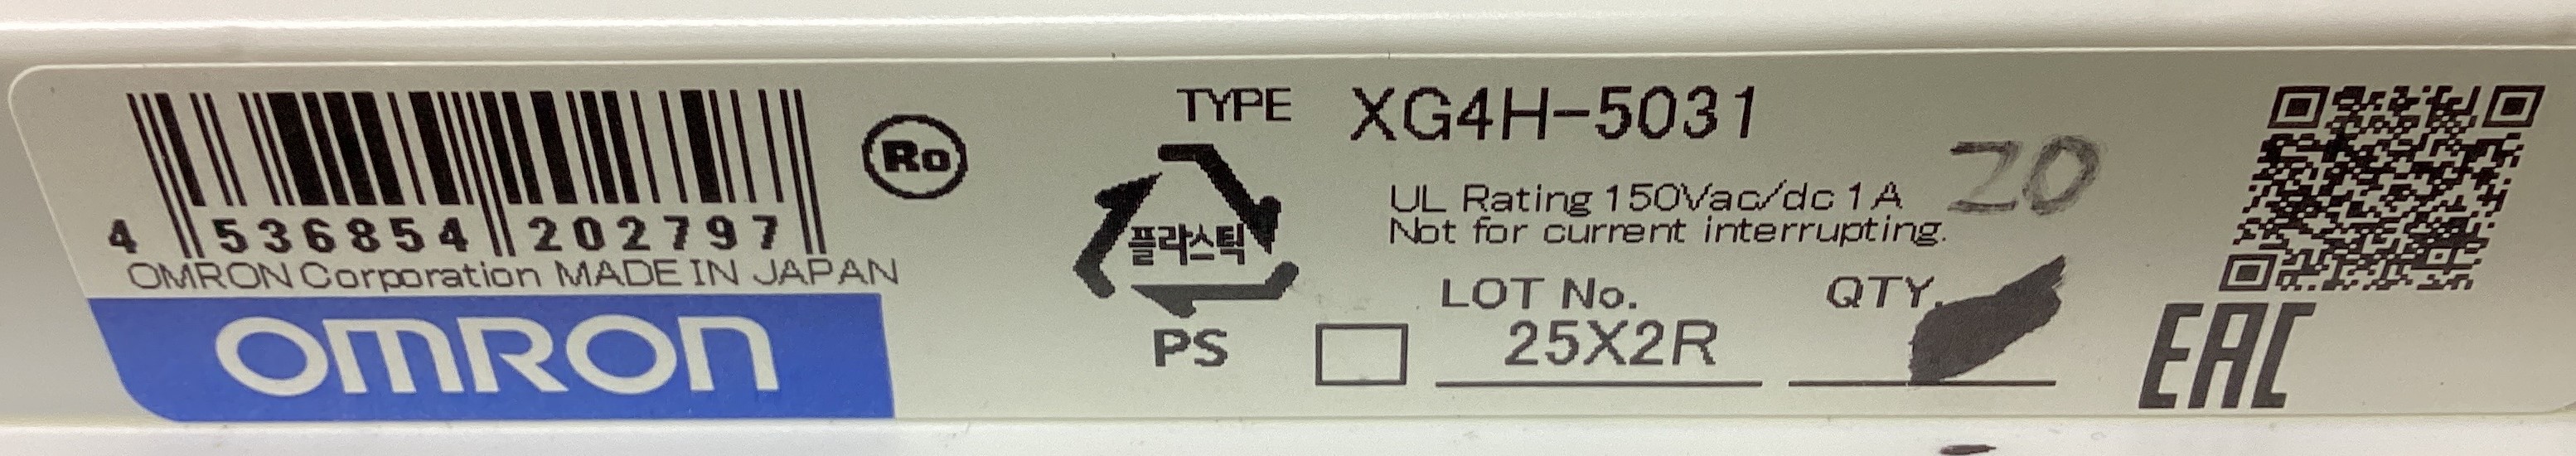 4 536854 202797
OMRON Corporation MADE IN JAPAN
OMRON
Ro
플라스틱
PS
TYPE XG4H-5031
UL Rating 150Vac/dc 1A
Not for current interrupting.
20
LOT No.
25X2R
QTY.
EAC